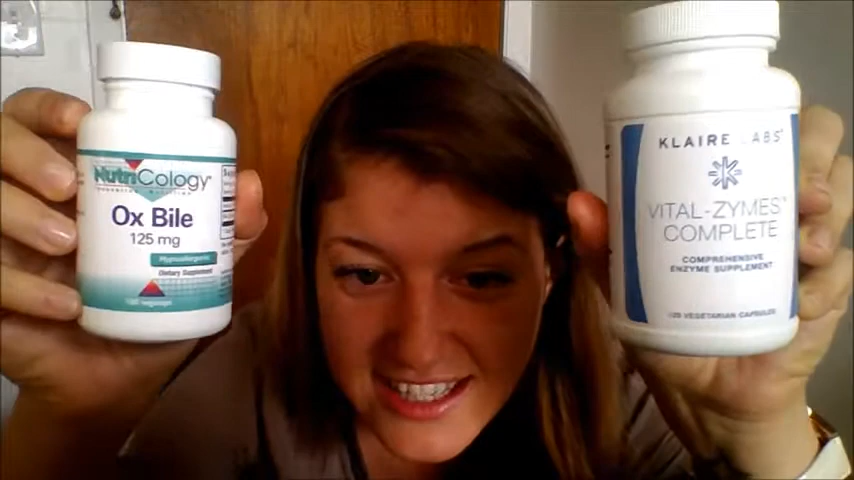 NutriCology
Ox Bile
125 mg
Hypoallergenic
Dietary Supplement
KLAIRE LABS
VITAL-ZYMES
COMPLETE
COMPREHENSIVE
ENZYME SUPPLEMENT
120 VEGETARIAN CAPSULES